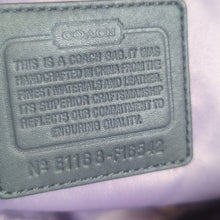 COACH
THIS IS A COACH BAG. IT WAS
HANDCRAFTED IN CHINA FROM THE
FINEST MATERIALS AND LEATHER.
ITS SUPERIOR CRAFTSMANSHIP
REFLECTS OUR COMMITMENT TO
ENDURING QUALITY.
No B1168-F16542